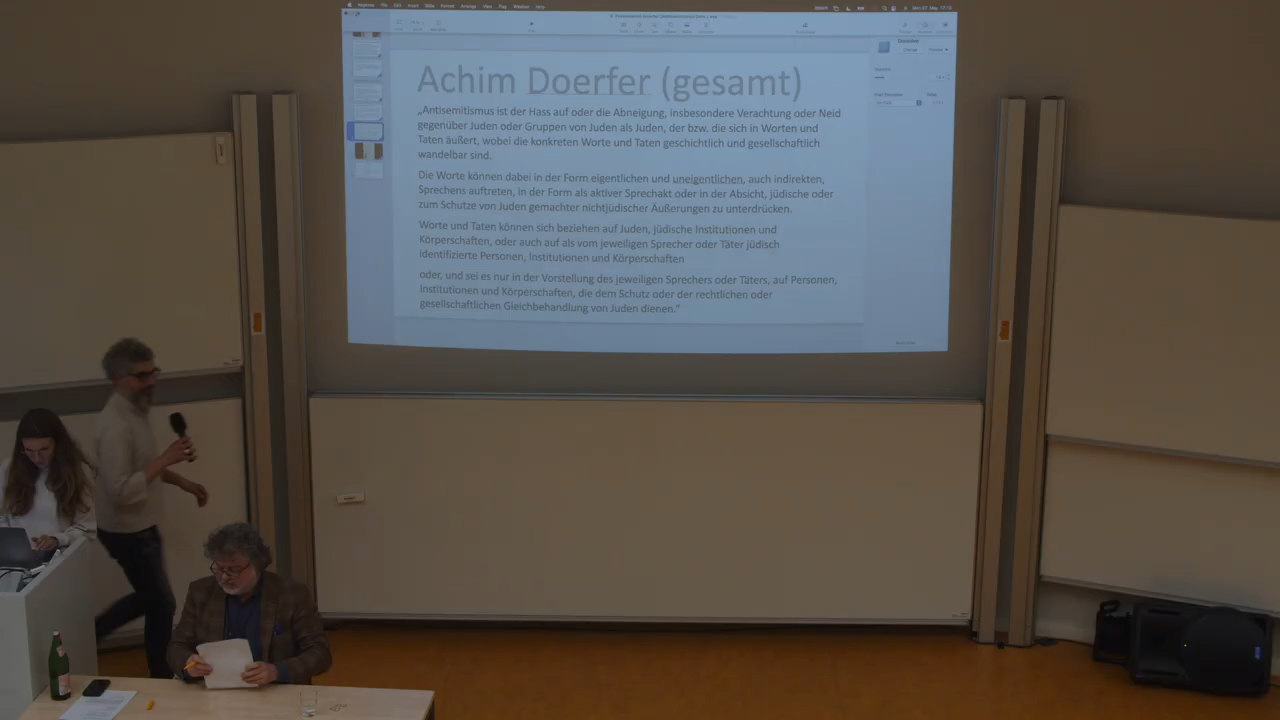 Achim Doerfer (gesamt)
„Antisemitismus ist der Hass auf oder die Abneigung, insbesondere Verachtung oder Neid
gegenüber Juden oder Gruppen von Juden als Juden, der bzw. die sich in Worten und
Taten äußert, wobei die konkreten Worte und Taten geschichtlich und gesellschaftlich
wandelbar sind.
Die Worte können dabei in der Form eigentlichen und uneigentlichen, auch indirekten,
Sprechens auftreten, in der Form als aktiver Sprechakt oder in der Absicht, jüdische oder
zum Schutze von Juden gemachter nichtjüdischer Äußerungen zu unterdrücken.
Worte und Taten können sich beziehen auf Juden, jüdische Institutionen und
Körperschaften, oder auch auf als vom jeweiligen Sprecher oder Täter jüdisch
identifizierte Personen, Institutionen und Körperschaften
oder, und sei es nur in der Vorstellung des jeweiligen Sprechers oder Täters, auf Personen,
Institutionen und Körperschaften, die dem Schutz oder der rechtlichen oder
gesellschaftlichen Gleichbehandlung von Juden dienen.“